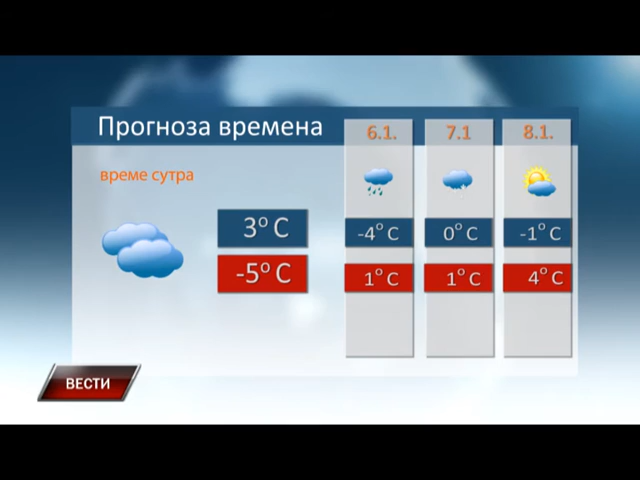 Прогноза времена
време сутра
3°C
-5°C
6.1.
-4°C
1°C
7.1
0°C
1°C
8.1.
-1°C
4°C
ВЕСТИ